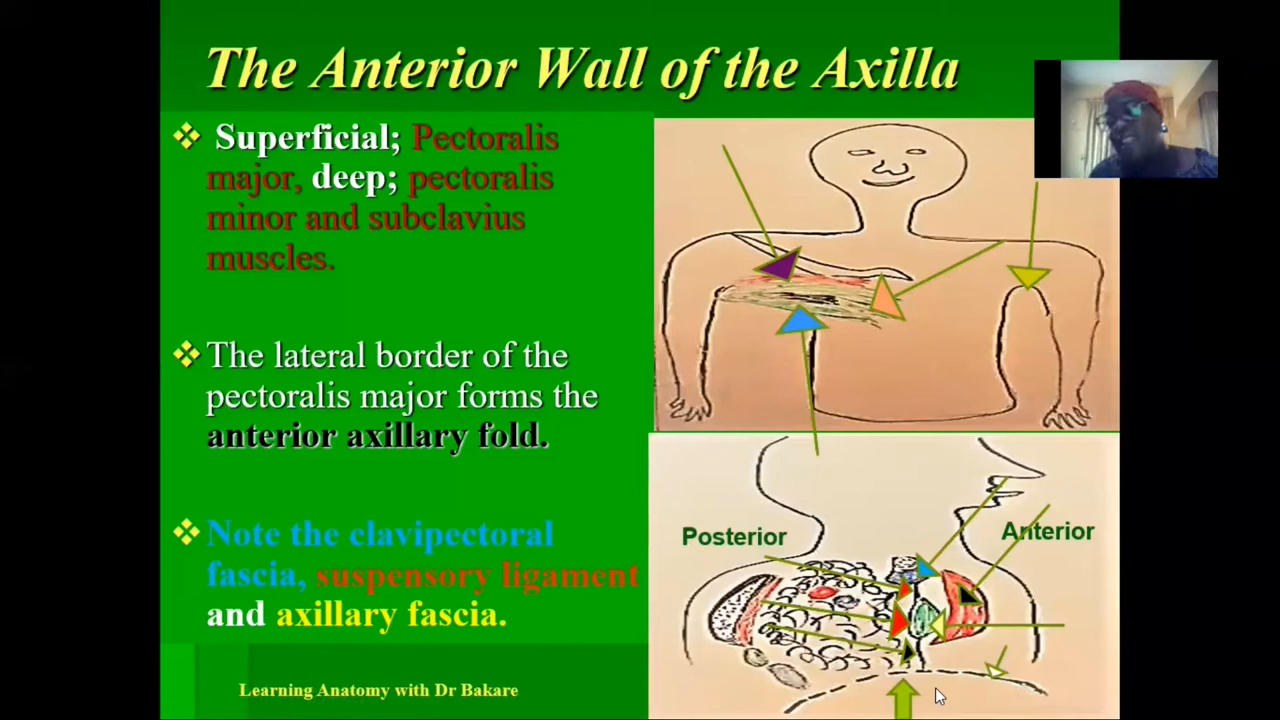 The Anterior Wall of the Axilla
Superficial; Pectoralis
major, deep; pectoralis
minor and subclavius
muscles.
The lateral border of the
pectoralis major forms the
anterior axillary fold.
Note the clavipectoral
fascia, suspensory ligament
and axillary fascia.
Posterior
Anterior
Learning Anatomy with Dr Bakare